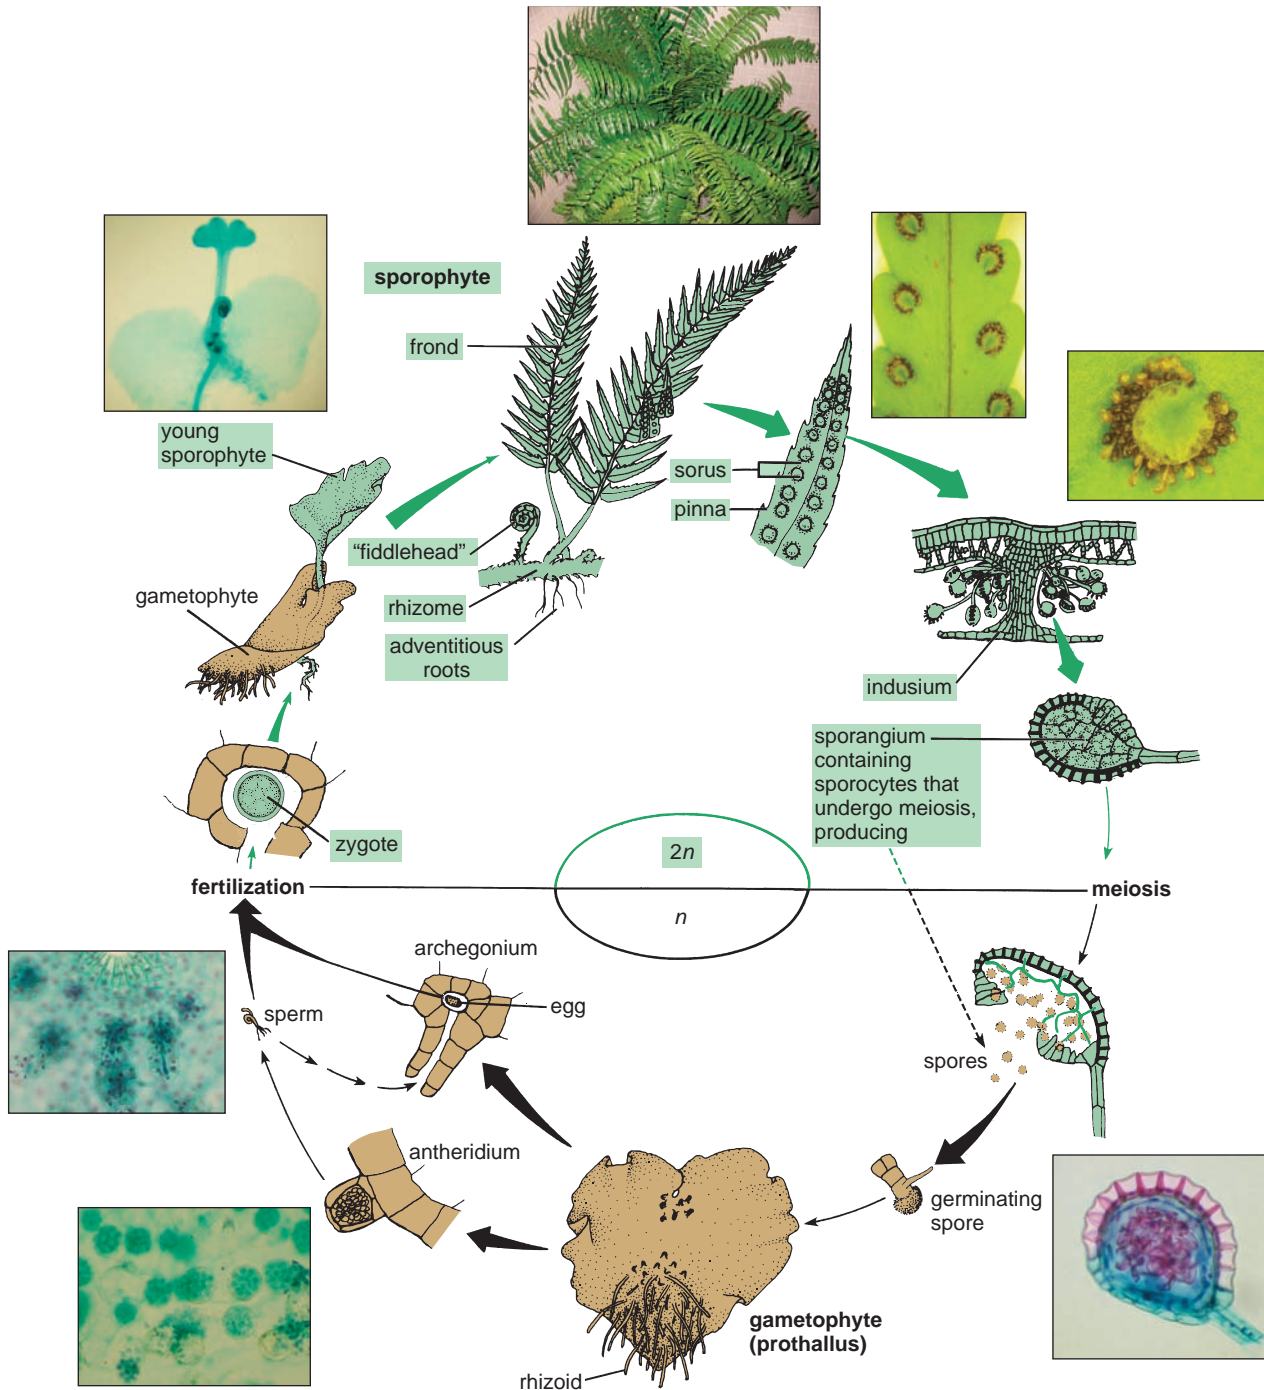 sporophyte
frond
young
sporophyte
sorus
pinna
"fiddlehead"
gametophyte
rhizome
adventitious
roots
indusium
sporangium
containing
sporocytes that
undergo meiosis,
producing
zygote
2n
fertilization
meiosis
n
archegonium
egg
sperm
spores
antheridium
germinating
spore
gametophyte
(prothallus)
rhizoid